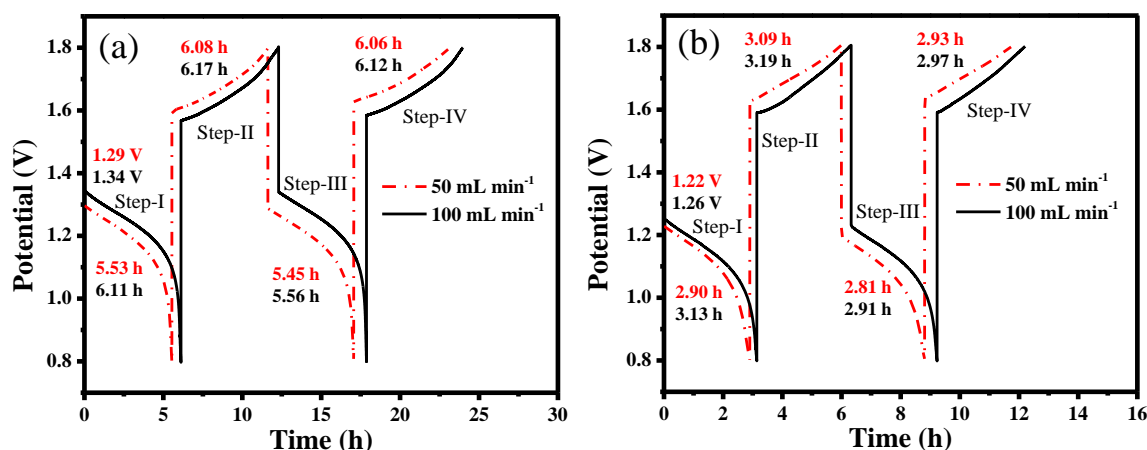 (a)
Potential (V)
1.8
1.6
1.4
1.2
1.0
0.8
6.08 h
6.17 h
6.06 h
6.12 h
Step-II
Step-IV
1.29 V
1.34 V
Step-I
Step-III
50 mL min⁻¹
100 mL min⁻¹
5.53 h
6.11 h
5.45 h
5.56 h
0 5 10 15 20 25 30
Time (h)
(b)
Potential (V)
1.8
1.6
1.4
1.2
1.0
0.8
3.09 h
3.19 h
2.93 h
2.97 h
Step-II
Step-IV
1.22 V
1.26 V
Step-I
Step-III
50 mL min⁻¹
100 mL min⁻¹
2.90 h
3.13 h
2.81 h
2.91 h
0 2 4 6 8 10 12 14 16
Time (h)